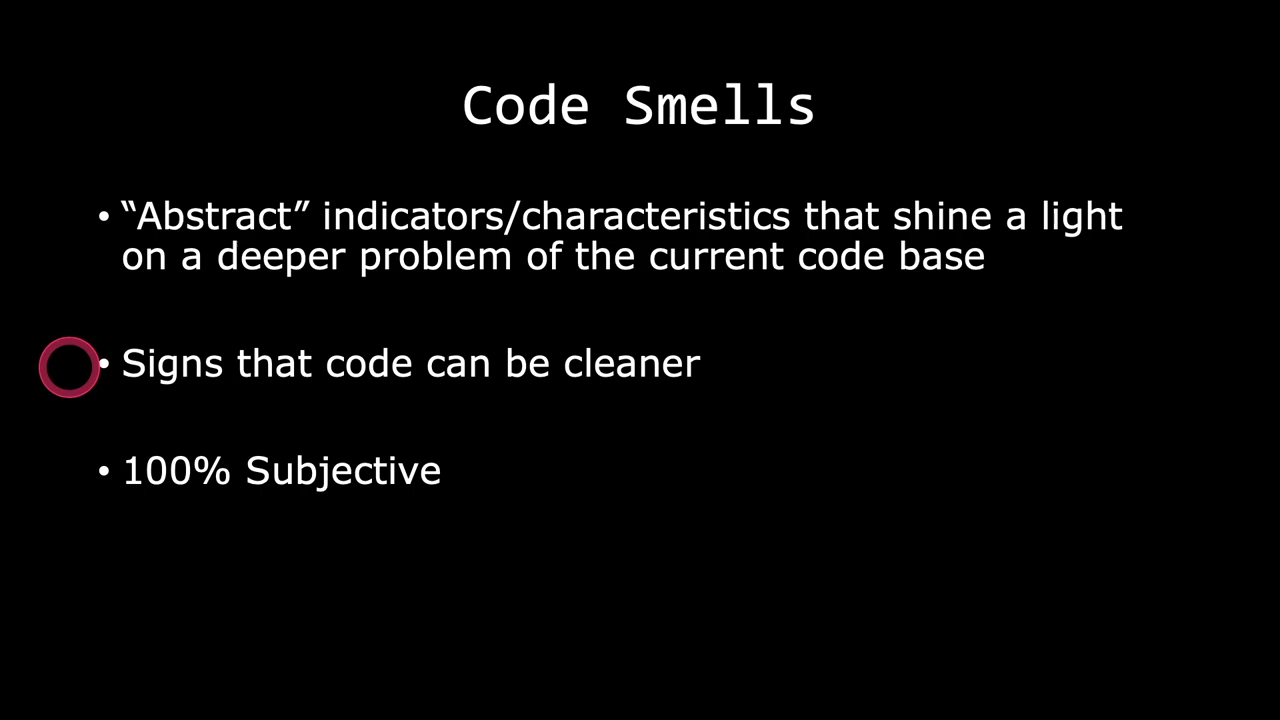 Code Smells
• “Abstract” indicators/characteristics that shine a light
on a deeper problem of the current code base
• Signs that code can be cleaner
• 100% Subjective